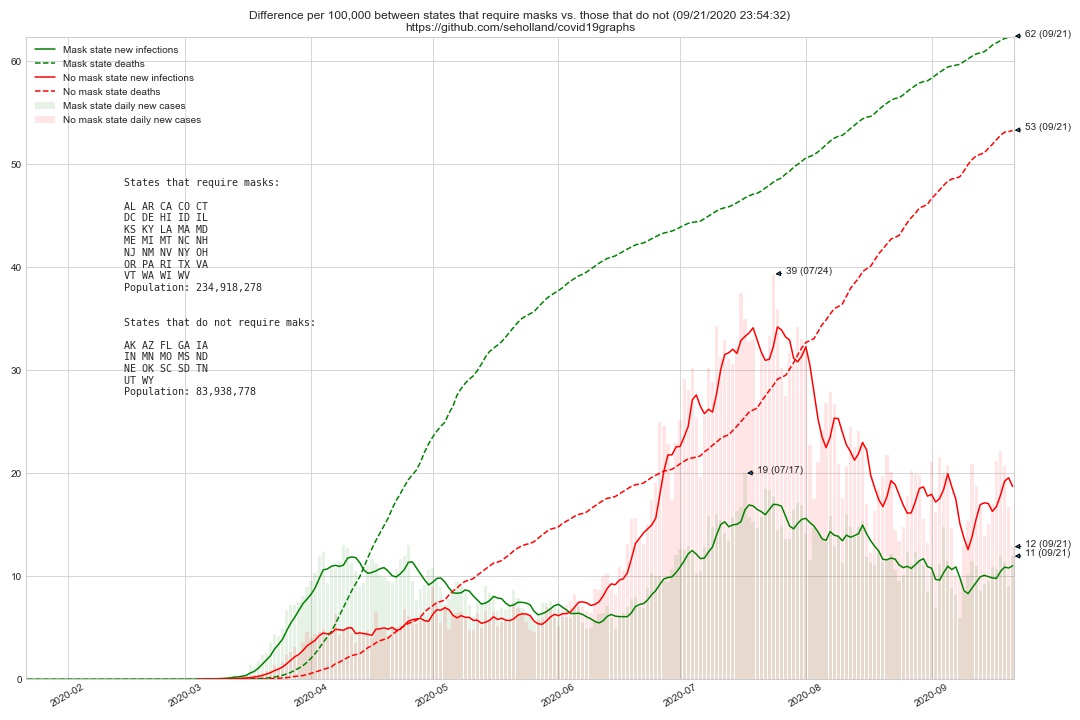 Difference per 100,000 between states that require masks vs. those that do not (09/21/2020 23:54:32)
https://github.com/seholland/covid19graphs
Mask state new infections
Mask state deaths
No mask state new infections
No mask state deaths
Mask state daily new cases
No mask state daily new cases
States that require masks:
AL AR CA CO CT
DC DE HI ID IL
KS KY LA MA MD
ME MI MT NC NH
NJ NM NV NY OH
OR PA RI TX VA
VT WA WI WV
Population: 234,918,278
States that do not require maks:
AK AZ FL GA IA
IN MN MO MS ND
NE OK SC SD TN
UT WY
Population: 83,938,778
62 (09/21)
53 (09/21)
39 (07/24)
19 (07/17)
12 (09/21)
11 (09/21)
60
50
40
30
20
10
0
2020-02
2020-03
2020-04
2020-05
2020-06
2020-07
2020-08
2020-09